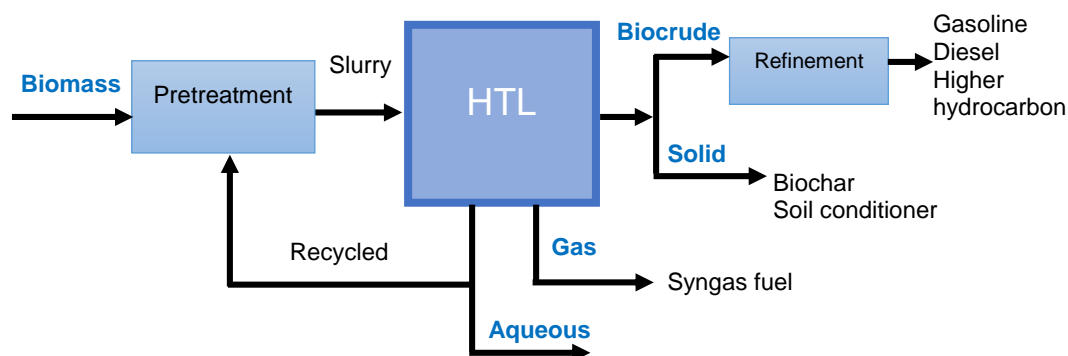 Biomass
Pretreatment
Slurry
HTL
Biocrude
Refinement
Gasoline
Diesel
Higher
hydrocarbon
Solid
Biochar
Soil conditioner
Recycled
Gas
Syngas fuel
Aqueous